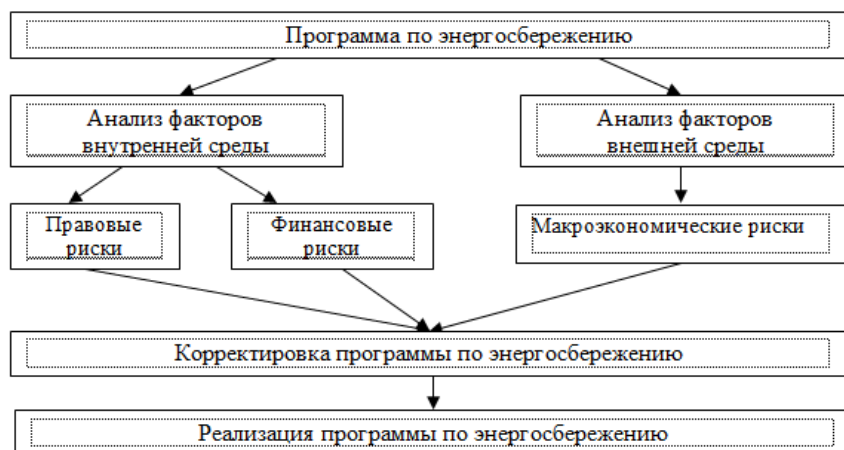 Программа по энергосбережению
Анализ факторов
внутренней среды
Анализ факторов
внешней среды
Правовые
риски
Финансовые
риски
Макроэкономические риски
Корректировка программы по энергосбережению
Реализация программы по энергосбережению